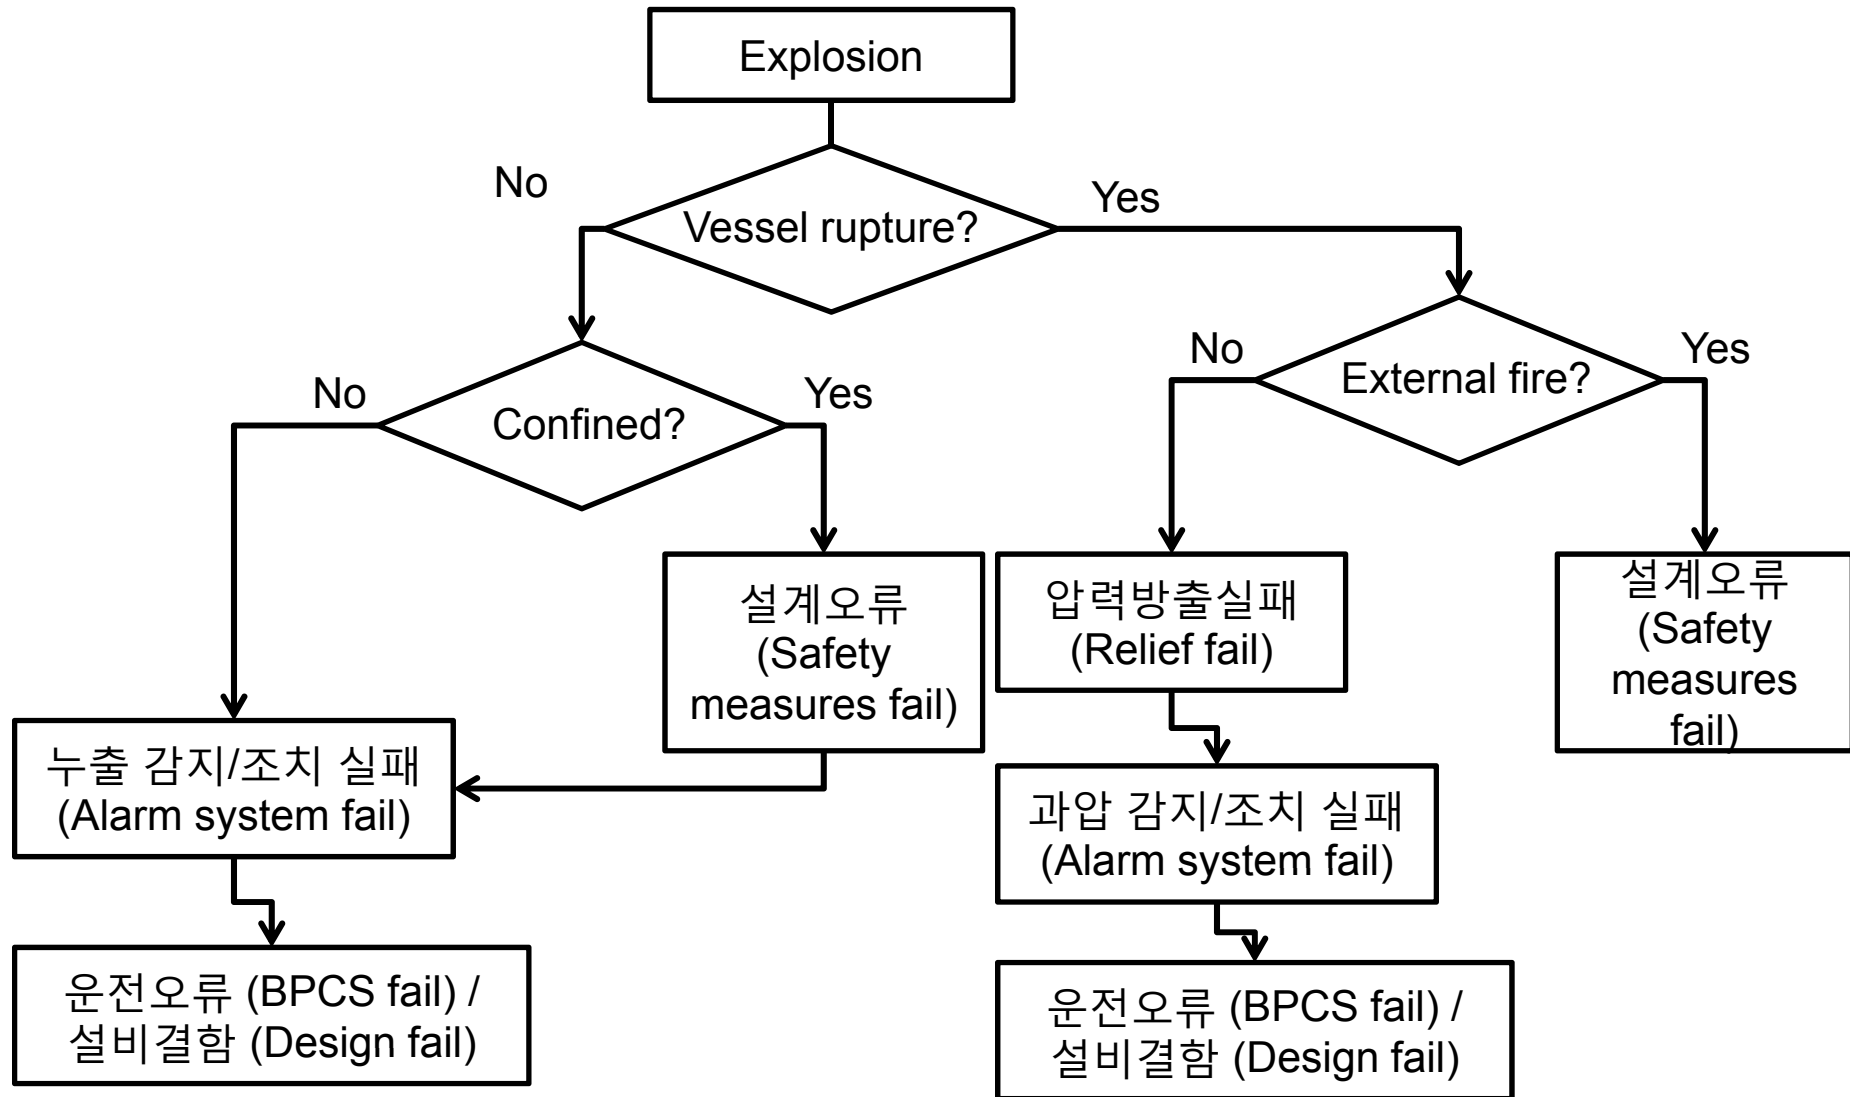 Explosion
No
Yes
Vessel rupture?
No
Yes
External fire?
No
Yes
Confined?
설계오류
(Safety
measures fail)
압력방출실패
(Relief fail)
설계오류
(Safety
measures
fail)
누출 감지/조치 실패
(Alarm system fail)
과압 감지/조치 실패
(Alarm system fail)
운전오류 (BPCS fail) /
설비결함 (Design fail)
운전오류 (BPCS fail) /
설비결함 (Design fail)